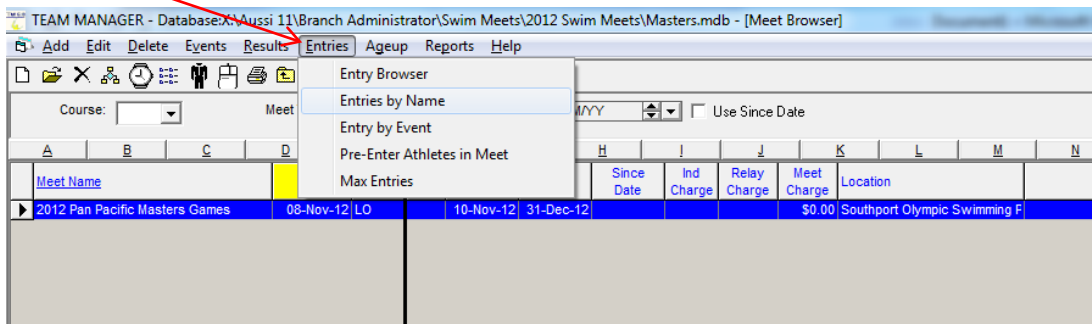 TEAM MANAGER - Database:X:\Aussi 11\Branch Administrator\Swim Meets\2012 Swim Meets\Masters.mdb - [Meet Browser]
Add Edit Delete Events Results Entries Ageup Reports Help
Entry Browser
Entries by Name
Entry by Event
Pre-Enter Athletes in Meet
Max Entries
Course: Meet M/YY Use Since Date
A B C D H I J K L M N
Meet Name Since Date Ind Charge Relay Charge Meet Charge Location
2012 Pan Pacific Masters Games 08-Nov-12 LO 10-Nov-12 31-Dec-12 $0.00 Southport Olympic Swimming P